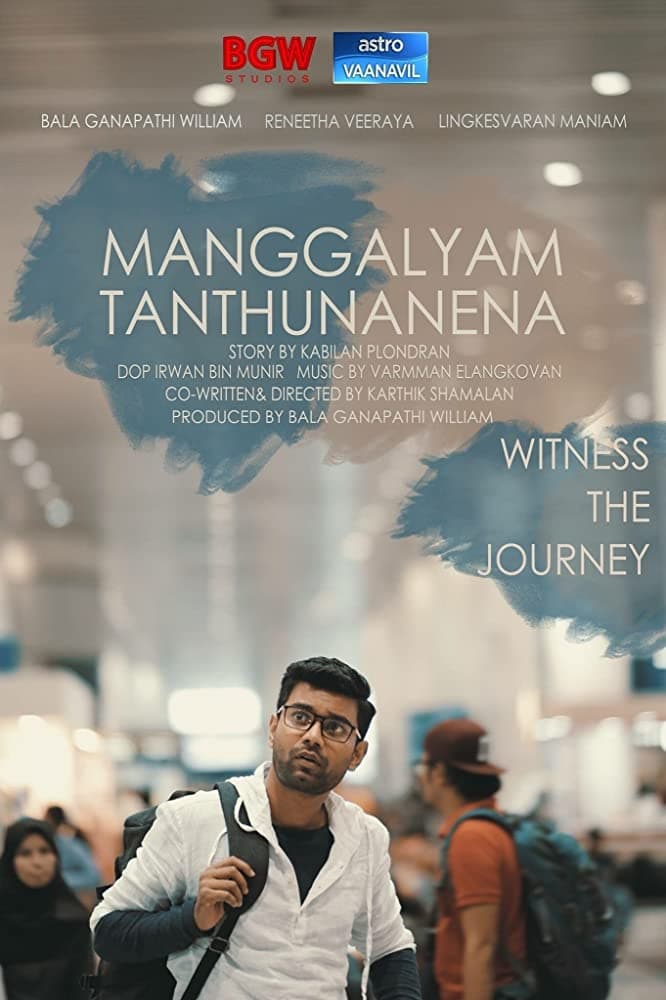 BGW
STUDIOS
astro
VAANAVIL
BALA GANAPATHI WILLIAM RENEETHA VEERAYA LINGKESVARAN MANIAM
MANGGALYAM
TANTHUNANENA
STORY BY KABILAN PLONDRAN
DOP IRWAN BIN MUNIR MUSIC BY VARMMAN ELANGKOVAN
CO-WRITTEN& DIRECTED BY KARTHIK SHAMALAN
PRODUCED BY BALA GANAPATHI WILLIAM
WITNESS
THE
JOURNEY